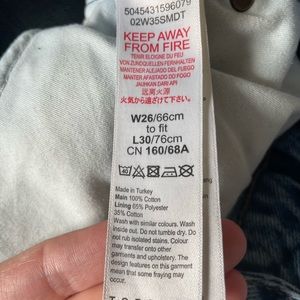 5045431596079
02W35SMDT
KEEP AWAY
FROM FIRE
TENIR ELOIGNE DU FEU
VON ZUNDQUELLEN FERNHALTEN
MANTENER ALEJADO DEL FUEGO
MANTER AFASTADO DO FOGO
JAUHKAN DARI API
远离火源
火気から遠ざけて下さい。
W26/66cm
to fit
L30/76cm
CN 160/68A
Made in Turkey
Main 100% Cotton
Lining 65% Polyester
35% Cotton
Wash with similar colours. Wash
inside out. Do not tumble dry. Do
not rub isolated stains. Colour
may transfer onto other
garments and upholstery. The
design features on this garment
mean that some fraying may
occur.